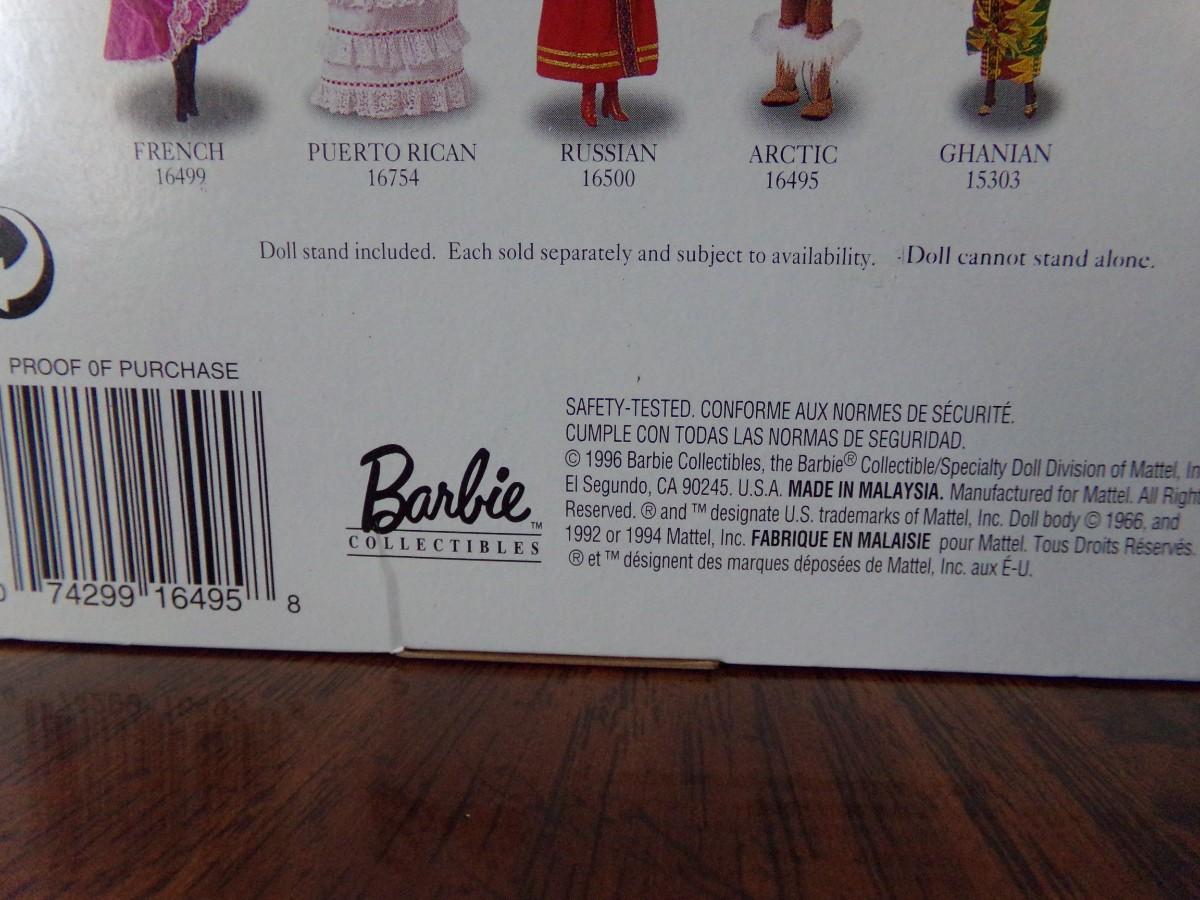 FRENCH
16499
PUERTO RICAN
16754
RUSSIAN
16500
ARCTIC
16495
GHANIAN
15303
Doll stand included. Each sold separately and subject to availability. Doll cannot stand alone.
PROOF OF PURCHASE
0 74299 16495 8
Barbie™
COLLECTIBLES
SAFETY-TESTED. CONFORME AUX NORMES DE SÉCURITÉ.
CUMPLE CON TODAS LAS NORMAS DE SEGURIDAD.
© 1996 Barbie Collectibles, the Barbie® Collectible/Specialty Doll Division of Mattel, In
El Segundo, CA 90245. U.S.A. MADE IN MALAYSIA. Manufactured for Mattel. All Right
Reserved. ® and ™ designate U.S. trademarks of Mattel, Inc. Doll body © 1966, and
1992 or 1994 Mattel, Inc. FABRIQUE EN MALAISIE pour Mattel. Tous Droits Réservés.
® et ™ désignent des marques déposées de Mattel, Inc. aux É-U.